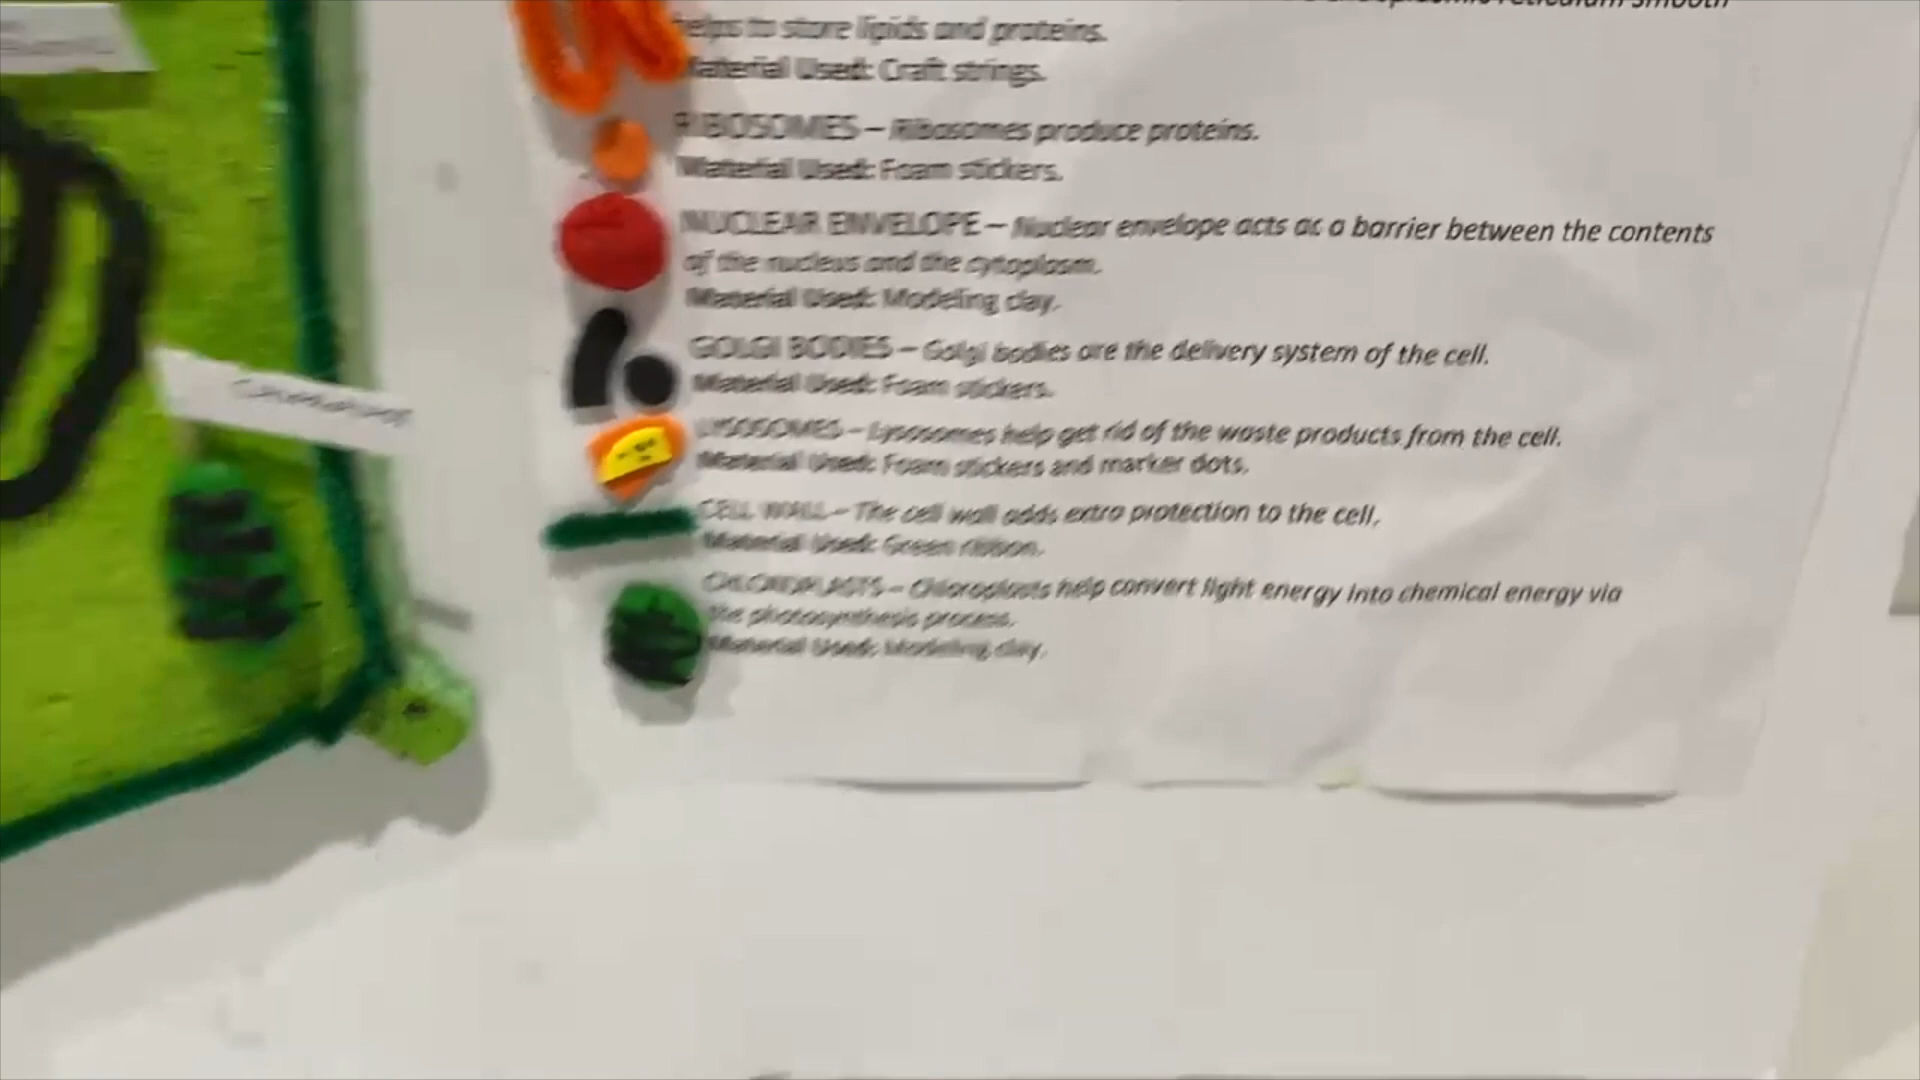 endoplasmic reticulum smooth
helps to store lipids and proteins.
Material Used: Craft strings.
RIBOSOMES – Ribosomes produce proteins.
Material Used: Foam stickers.
NUCLEAR ENVELOPE – Nuclear envelope acts as a barrier between the contents
of the nucleus and the cytoplasm.
Material Used: Modeling clay.
GOLGI BODIES – Golgi bodies are the delivery system of the cell.
Material Used: Foam stickers.
LYSOSOMES – Lysosomes help get rid of the waste products from the cell.
Material Used: Foam stickers and marker dots.
CELL WALL – The cell wall adds extra protection to the cell.
Material Used: Green ribbon.
CHLOROPLASTS – Chloroplasts help convert light energy into chemical energy via
the photosynthesis process.
Material Used: Modeling clay.